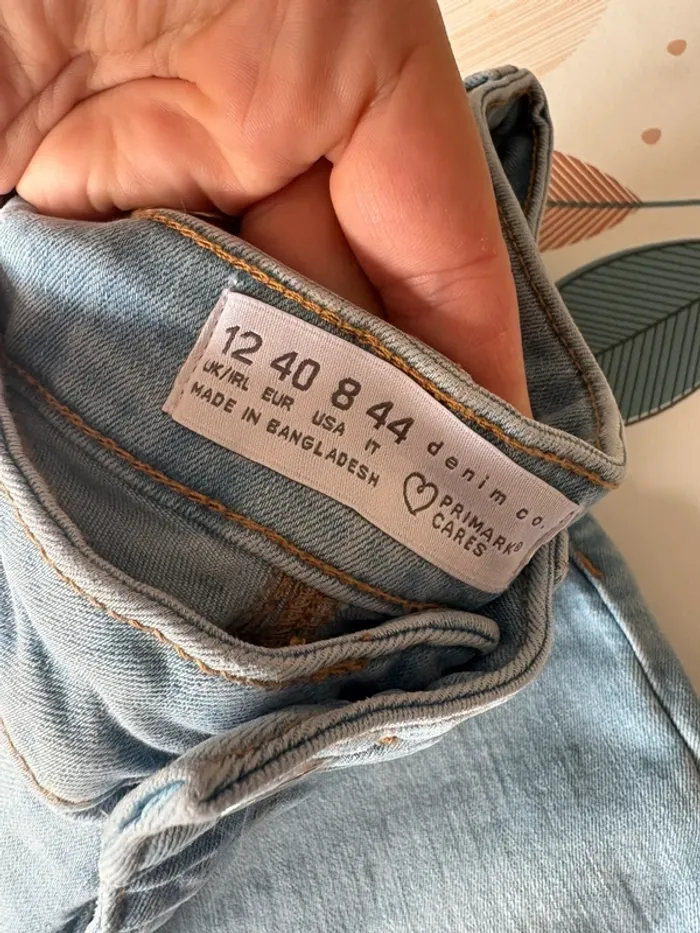 12 40 8 44 denim co.
UK/IRL EUR USA IT
MADE IN BANGLADESH
PRIMARK®
CARES